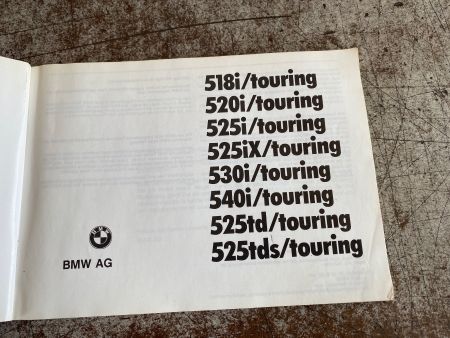 518i/touring
520i/touring
525i/touring
525iX/touring
530i/touring
540i/touring
525td/touring
525tds/touring
BMW
BMW AG